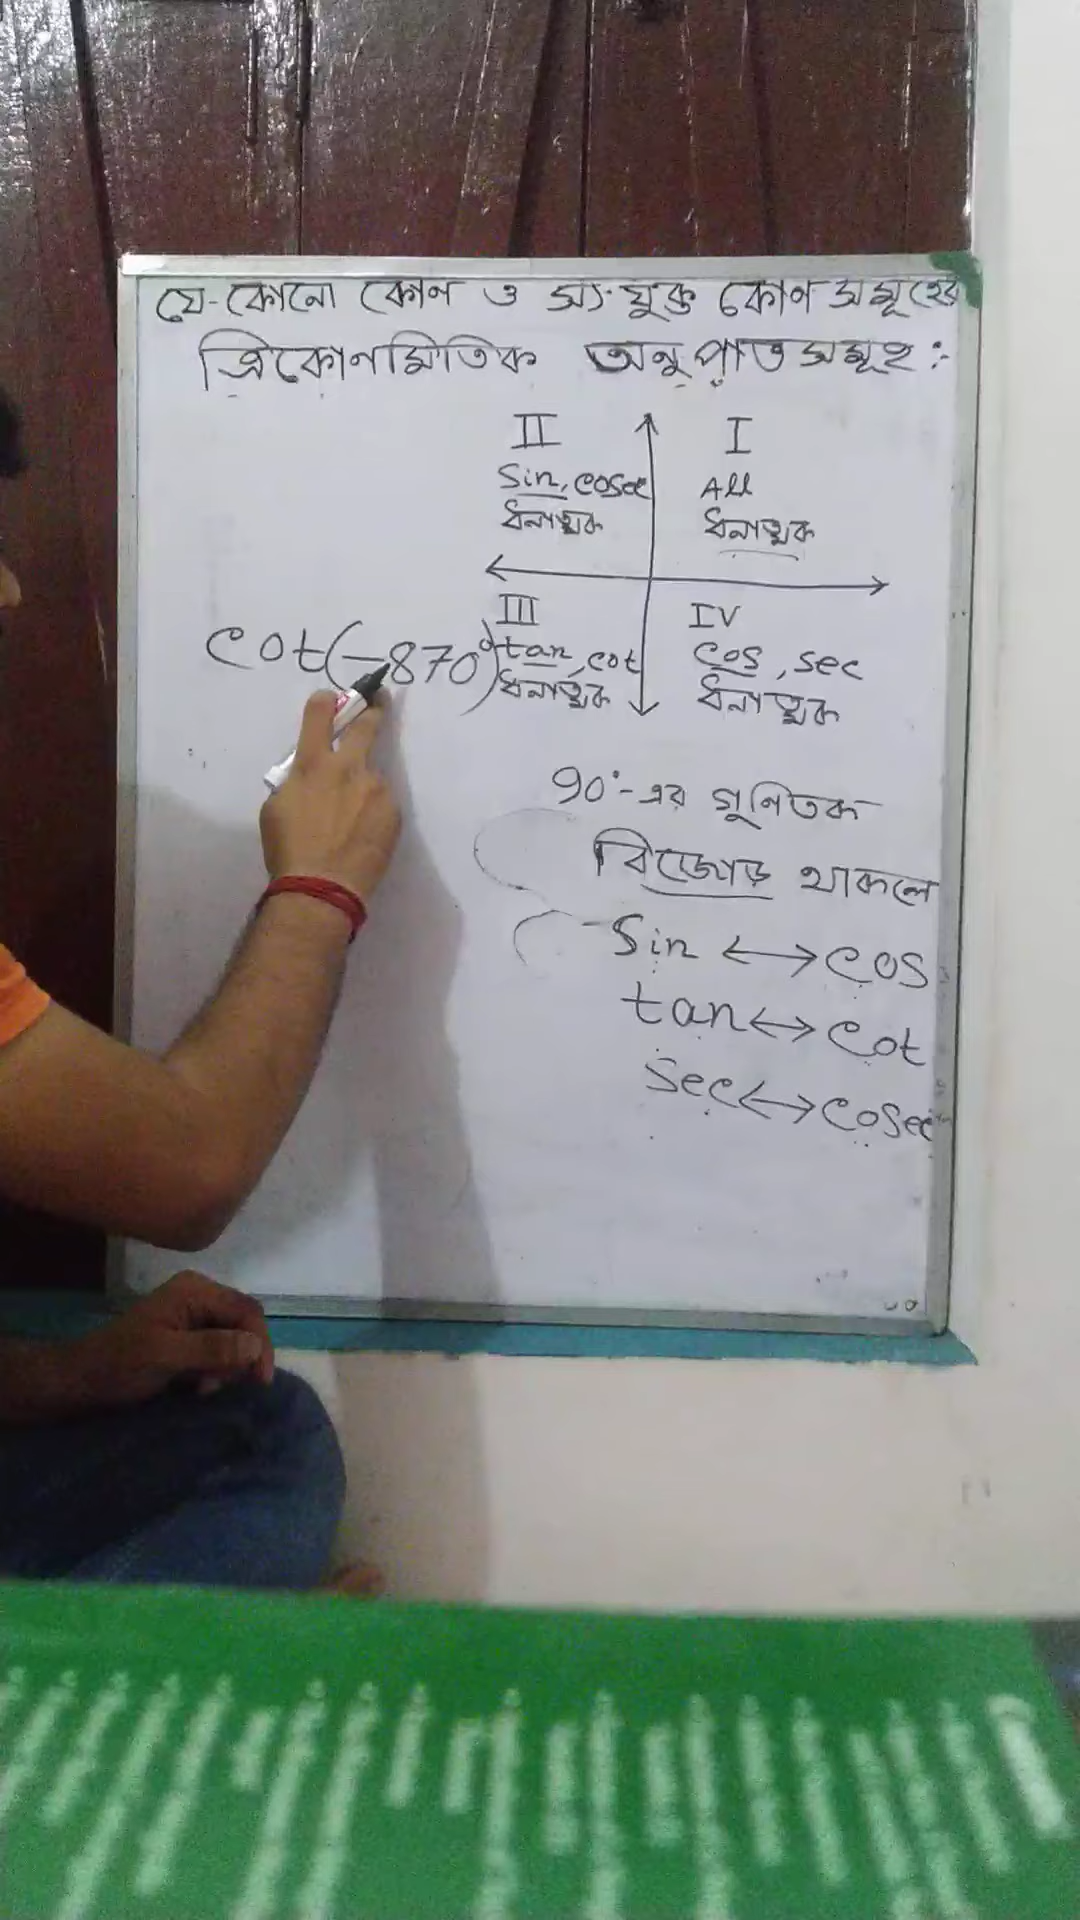 যে-কোনো কোণ ও সংযুক্ত কোণ সমূহের
ত্রিকোণমিতিক অনুপাতসমূহ :-
II
Sin, cosec
ধনাত্মক
I
All
ধনাত্মক
III
tan, cot
ধনাত্মক
IV
cos, sec
ধনাত্মক
cot(-870°)
90°-এর গুণিতক
বিজোড় থাকলে
Sin ↔ cos
tan ↔ cot
Sec ↔ cosec